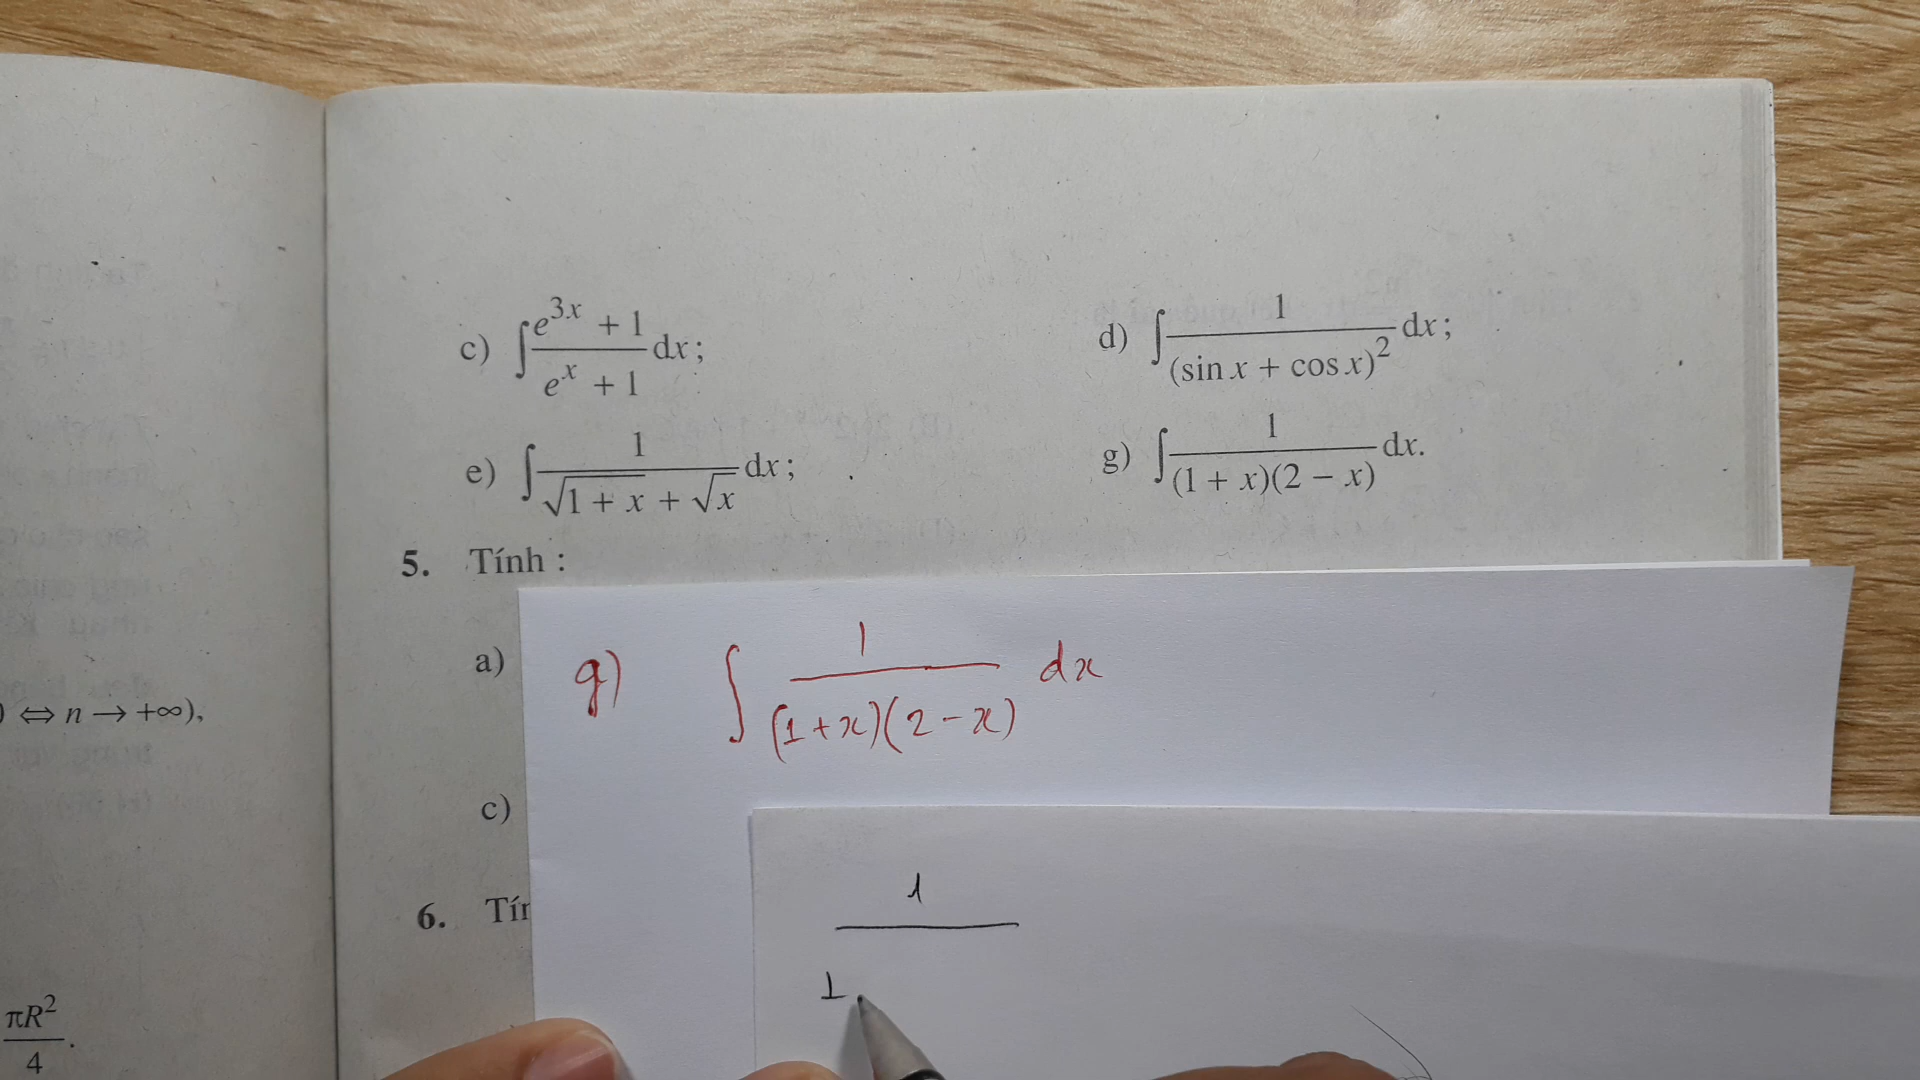 c) ∫ (e^{3x} + 1)/(e^x + 1) dx;
d) ∫ 1/(sin x + cos x)^2 dx;
e) ∫ 1/(√(1 + x) + √x) dx;
g) ∫ 1/((1 + x)(2 − x)) dx.
5. Tính :
a)
g) ∫ 1/((1+x)(2−x)) dx
⇔ n → +∞),
c)
1
1
6.
πR^2/4.